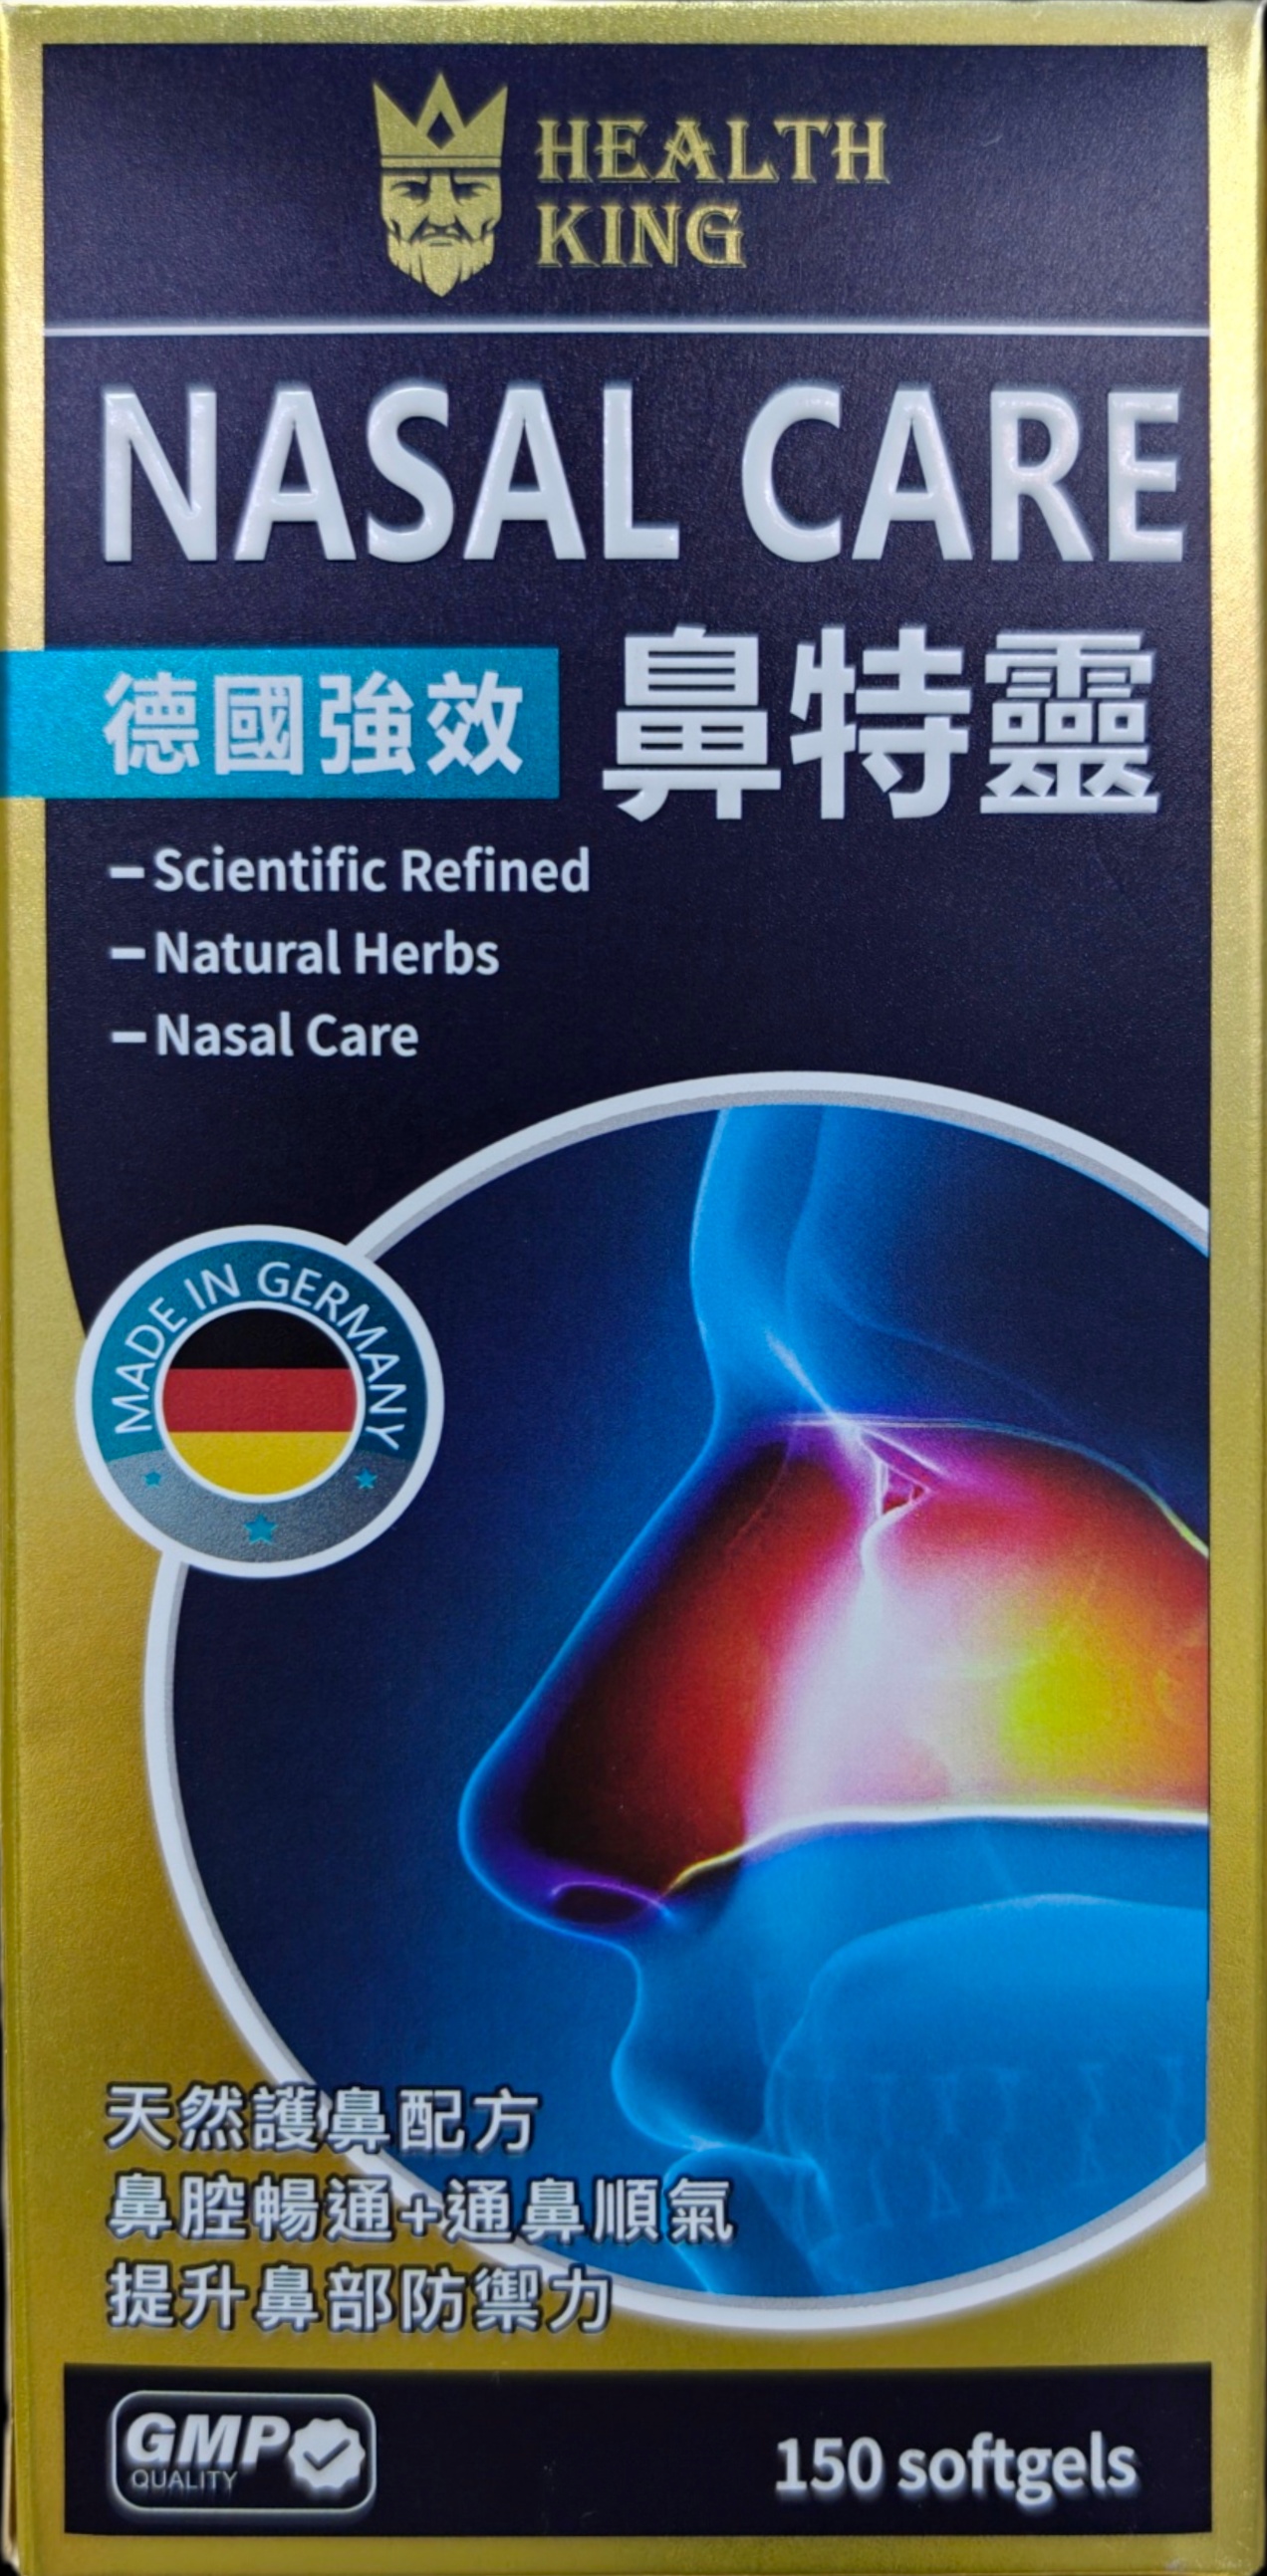 HEALTH
KING
NASAL CARE
德國強效 鼻特靈
– Scientific Refined
– Natural Herbs
– Nasal Care
MADE IN GERMANY
天然護鼻配方
鼻腔暢通+通鼻順氣
提升鼻部防禦力
GMP
QUALITY
150 softgels